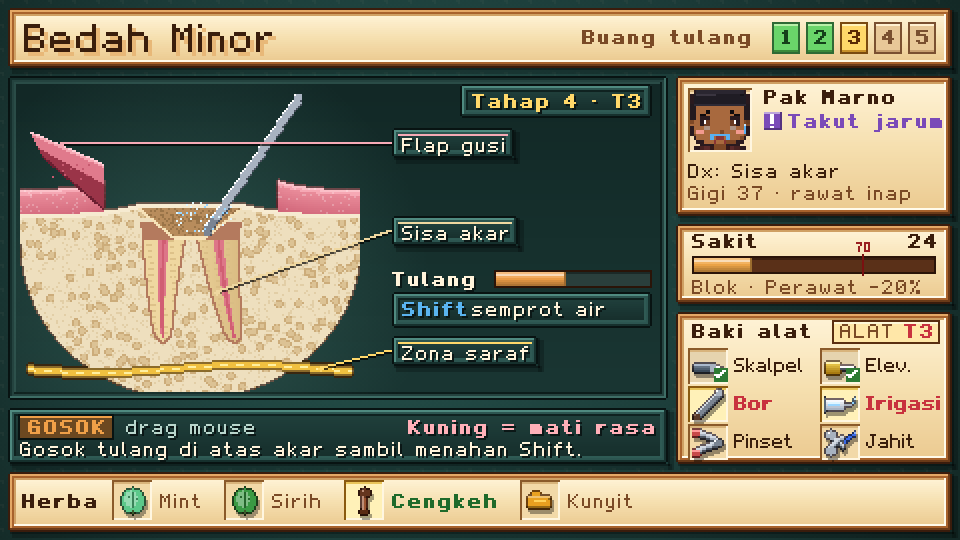 Bedah Minor
Buang tulang 1 2 3 4 5
Tahap 4 · T3
Flap gusi
Sisa akar
Tulang
Shift semprot air
Zona saraf
GOSOK drag mouse
Kuning = mati rasa
Gosok tulang di atas akar sambil menahan Shift.
Pak Marno
! Takut jarum
Dx: Sisa akar
Gigi 37 · rawat inap
Sakit 24
70
Blok · Perawat -20%
Baki alat ALAT T3
Skalpel Elev.
Bor Irigasi
Pinset Jahit
Herba Mint Sirih Cengkeh Kunyit